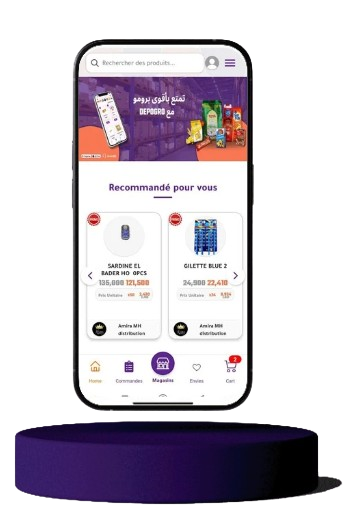 Rechercher des produits...
تمتع بأقوى برومو
مع DEPOGRO
Recommandé pour vous
SARDINE EL
BADER HO 0PCS
135,000 121,500
Prix Unitaire
GILETTE BLUE 2
24,900 22,410
Prix Unitaire
Amira MH
distribution
Amira MH
distribution
2
Home
Commandes
Magasins
Envies
Cart